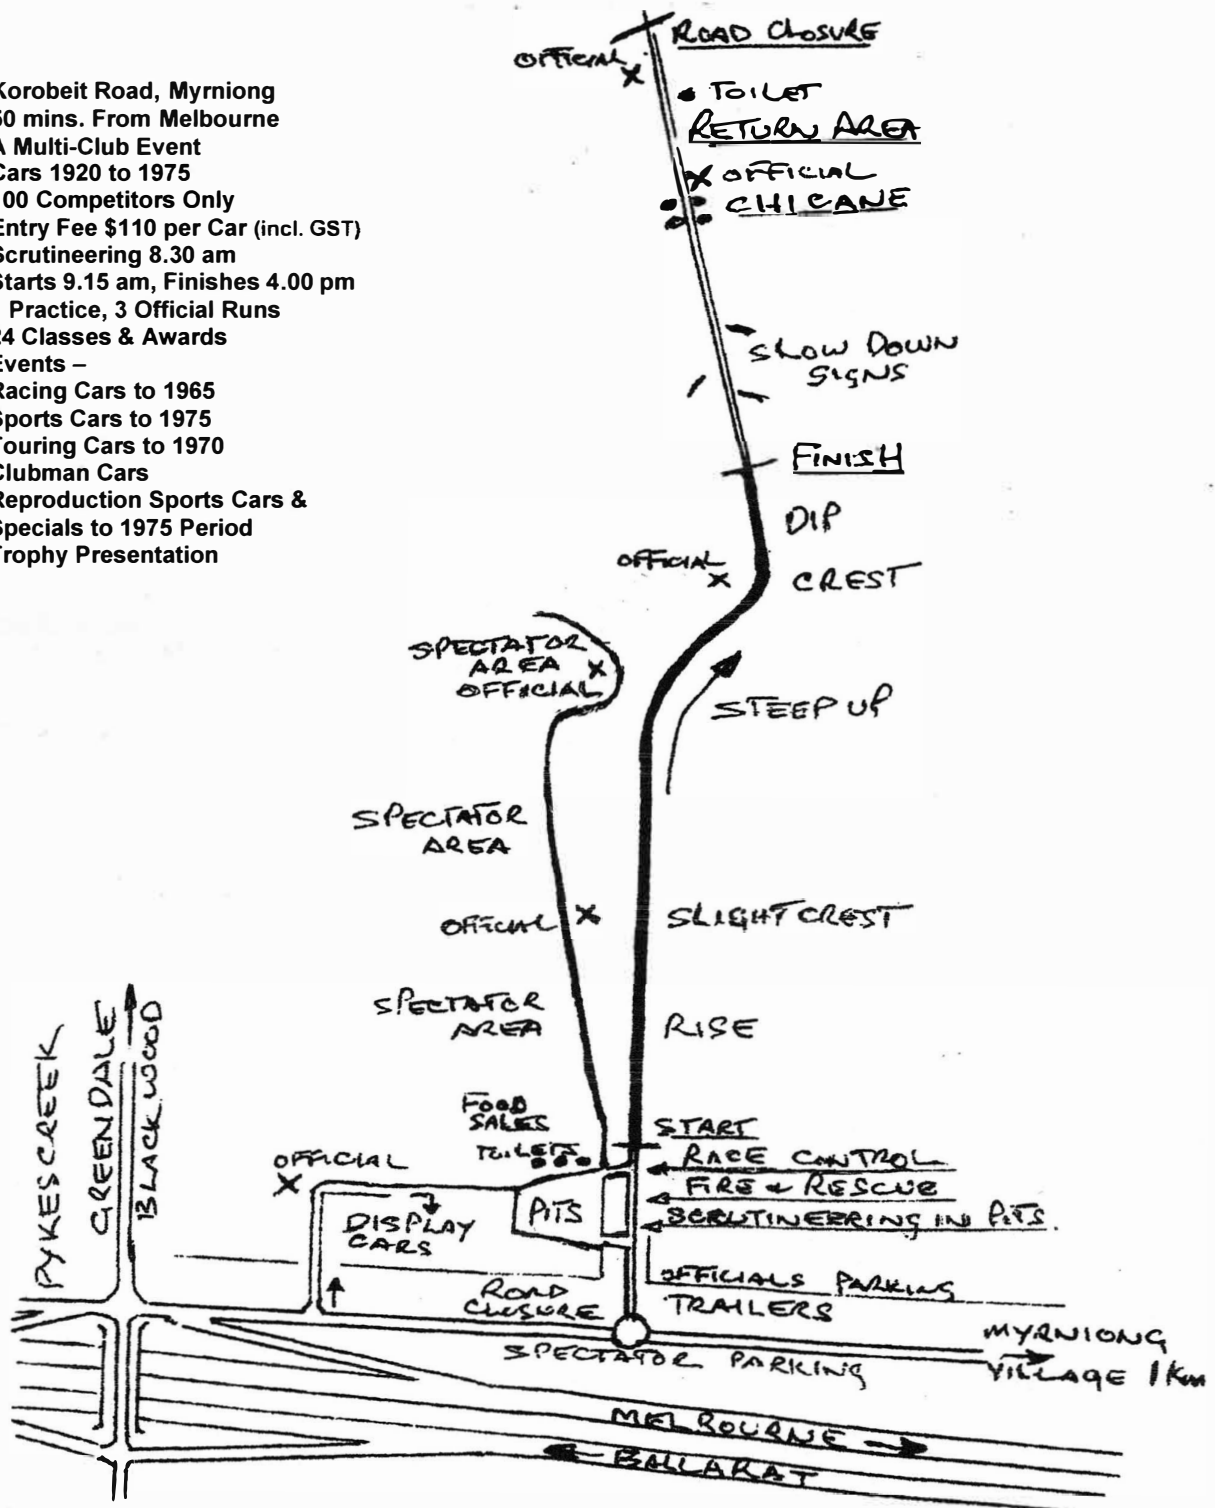 Korobeit Road, Myrniong
mins. From Melbourne
A Multi-Club Event
Cars 1920 to 1975
00 Competitors Only
Entry Fee $110 per Car (incl. GST)
Scrutineering 8.30 am
Starts 9.15 am, Finishes 4.00 pm
Practice, 3 Official Runs
24 Classes & Awards
Events –
Racing Cars to 1965
Sports Cars to 1975
Touring Cars to 1970
Clubman Cars
Reproduction Sports Cars &
Specials to 1975 Period
Trophy Presentation
ROAD CLOSURE
OFFICIAL
TOILET
RETURN AREA
OFFICIAL
CHICANE
SLOW DOWN
SIGNS
FINISH
DIP
OFFICIAL
CREST
SPECTATOR
AREA
OFFICIAL
STEEP UP
SPECTATOR
AREA
OFFICIAL
SLIGHT CREST
SPECTATOR
AREA
RISE
FOOD
SALES
TOILETS
START
RACE CONTROL
FIRE & RESCUE
SCRUTINEERING IN PITS.
OFFICIAL
PITS
DISPLAY
CARS
PYKES CREEK
GREENDALE
BLACKWOOD
ROAD
CLOSURE
OFFICIALS PARKING
TRAILERS
SPECTATOR PARKING
MYRNIONG
VILLAGE 1 Km
MELBOURNE
BALLARAT